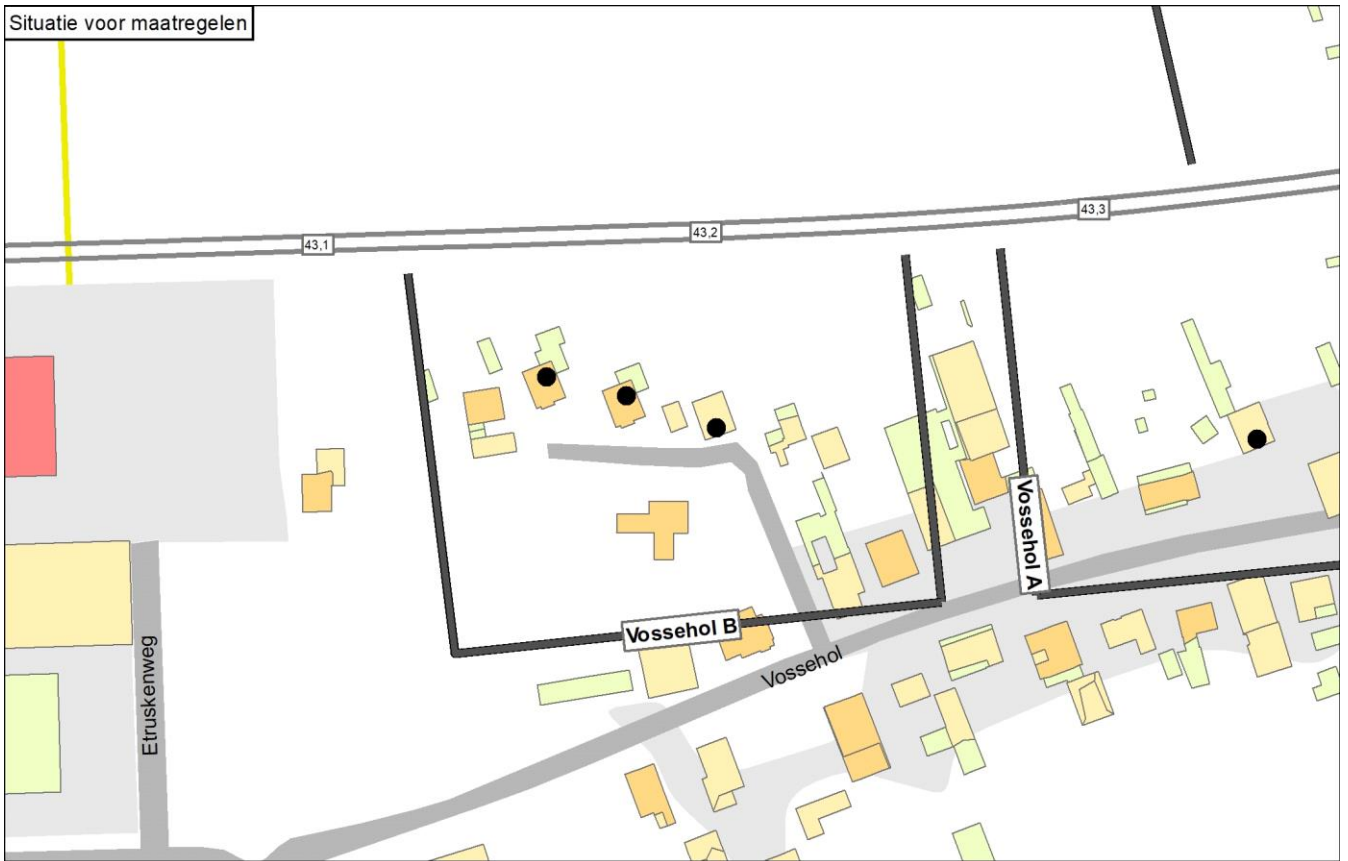 Situatie voor maatregelen
43,1
43,2
43,3
Vossehol A
Vossehol B
Vossehol
Etruskenweg